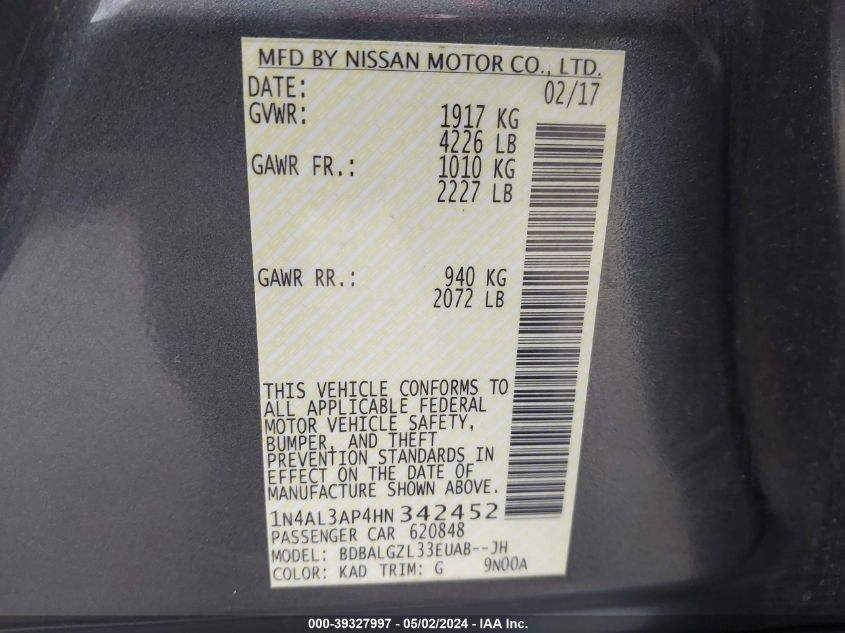 MFD BY NISSAN MOTOR CO., LTD.
DATE: 02/17
GVWR: 1917 KG
4226 LB
GAWR FR.: 1010 KG
2227 LB
GAWR RR.: 940 KG
2072 LB
THIS VEHICLE CONFORMS TO
ALL APPLICABLE FEDERAL
MOTOR VEHICLE SAFETY,
BUMPER, AND THEFT
PREVENTION STANDARDS IN
EFFECT ON THE DATE OF
MANUFACTURE SHOWN ABOVE.
1N4AL3AP4HN 342452
PASSENGER CAR 620848
MODEL: BDBALGZL33EUAB--JH
COLOR: KAD TRIM: G 9N00A
000-39327997 - 05/02/2024 - IAA Inc.